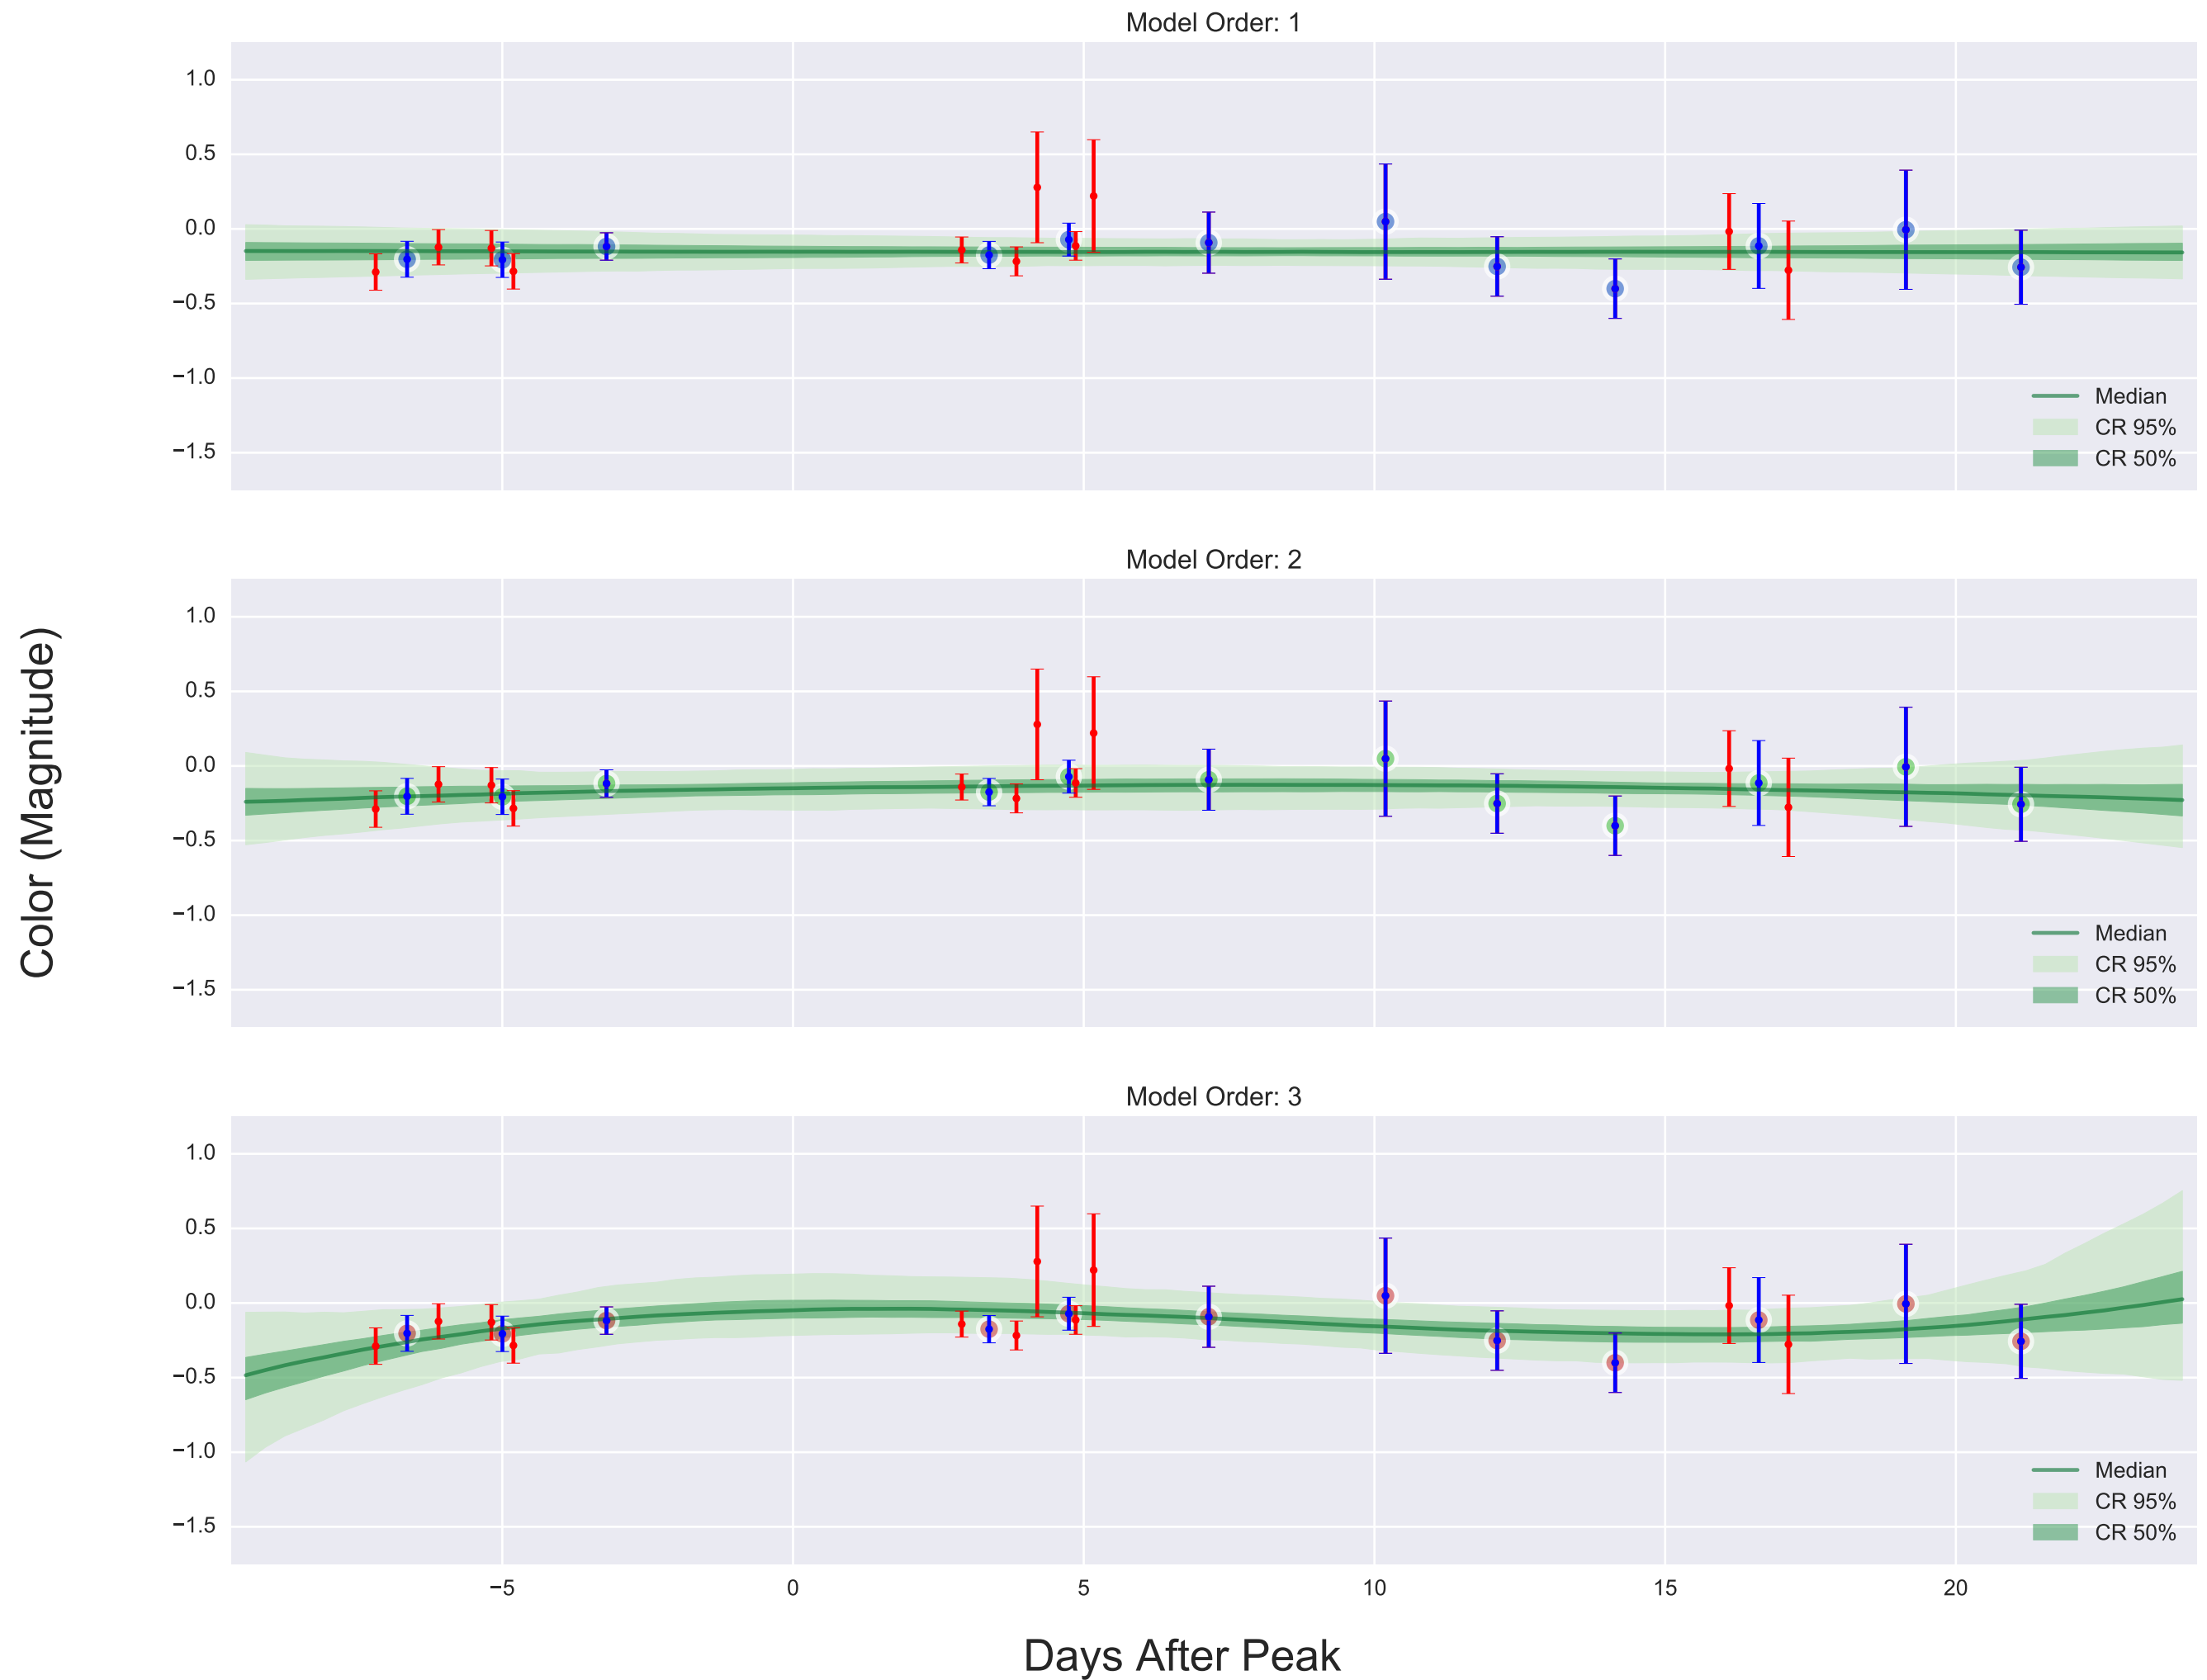 Model Order: 1
1.0
0.5
0.0
−0.5
−1.0
−1.5
Median
CR 95%
CR 50%
Model Order: 2
1.0
0.5
0.0
−0.5
−1.0
−1.5
Median
CR 95%
CR 50%
Color (Magnitude)
Model Order: 3
1.0
0.5
0.0
−0.5
−1.0
−1.5
Median
CR 95%
CR 50%
−5 0 5 10 15 20
Days After Peak